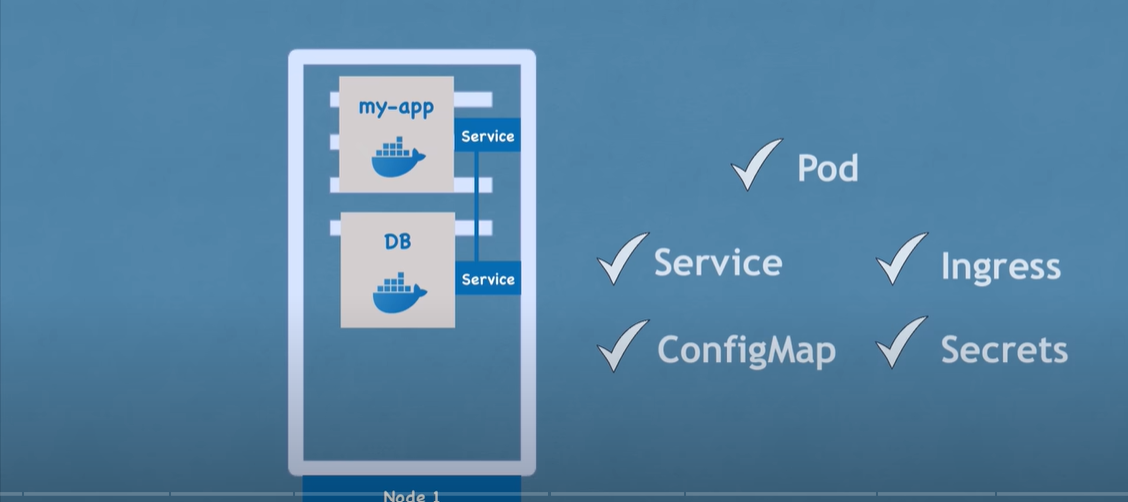 my-app
Service
DB
Service
Node 1
Pod
Service
Ingress
ConfigMap
Secrets